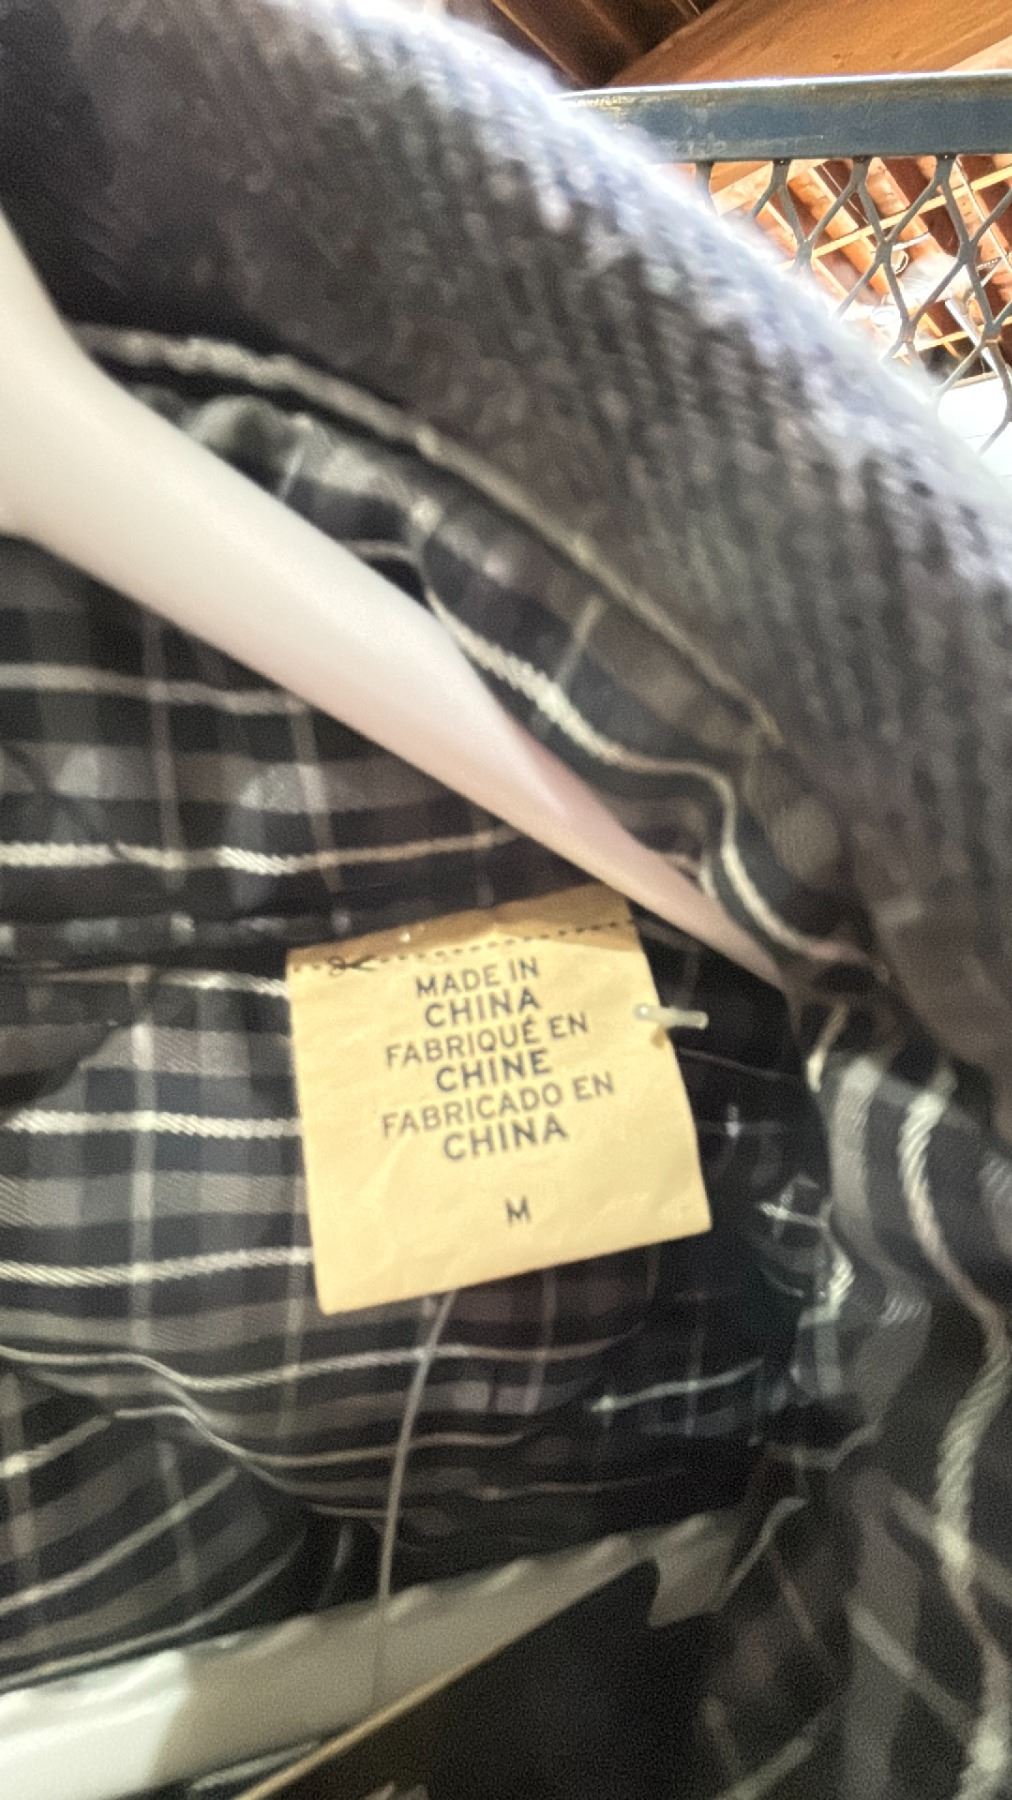 MADE IN
CHINA
FABRIQUÉ EN
CHINE
FABRICADO EN
CHINA
M